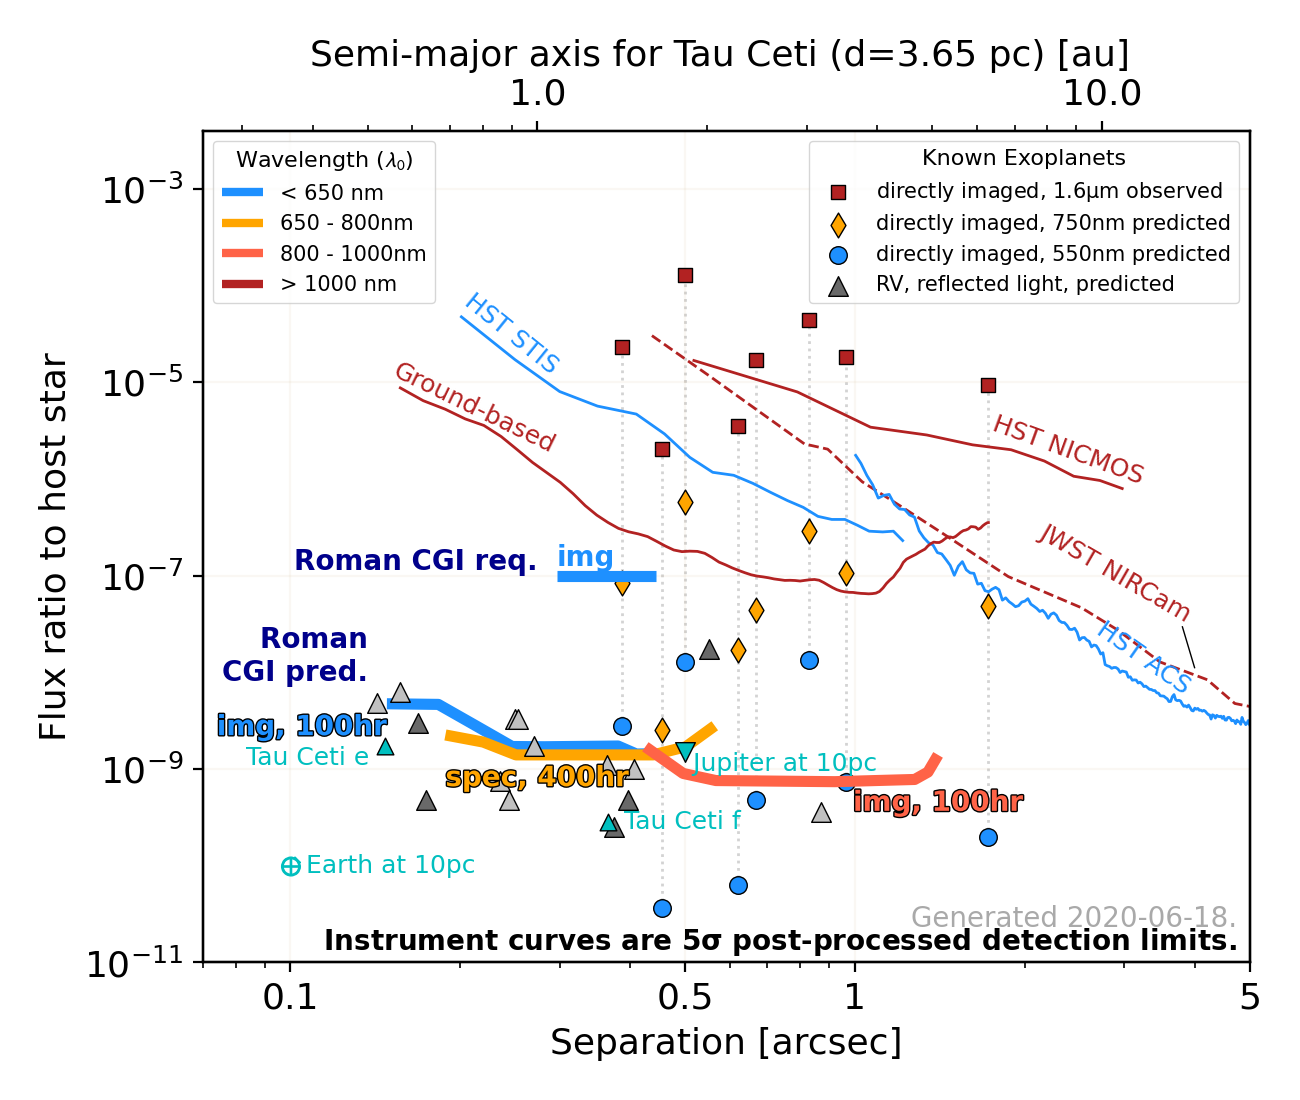 Semi-major axis for Tau Ceti (d=3.65 pc) [au]
1.0 10.0
Wavelength (λ₀)
< 650 nm
650 - 800nm
800 - 1000nm
> 1000 nm
Known Exoplanets
directly imaged, 1.6μm observed
directly imaged, 750nm predicted
directly imaged, 550nm predicted
RV, reflected light, predicted
10⁻³
10⁻⁵
10⁻⁷
10⁻⁹
10⁻¹¹
Flux ratio to host star
HST STIS
Ground-based
HST NICMOS
JWST NIRCam
HST ACS
Roman CGI req.
img
Roman
CGI pred.
img, 100hr
Tau Ceti e
spec, 400hr
Jupiter at 10pc
img, 100hr
Tau Ceti f
Earth at 10pc
Generated 2020-06-18.
Instrument curves are 5σ post-processed detection limits.
0.1 0.5 1 5
Separation [arcsec]